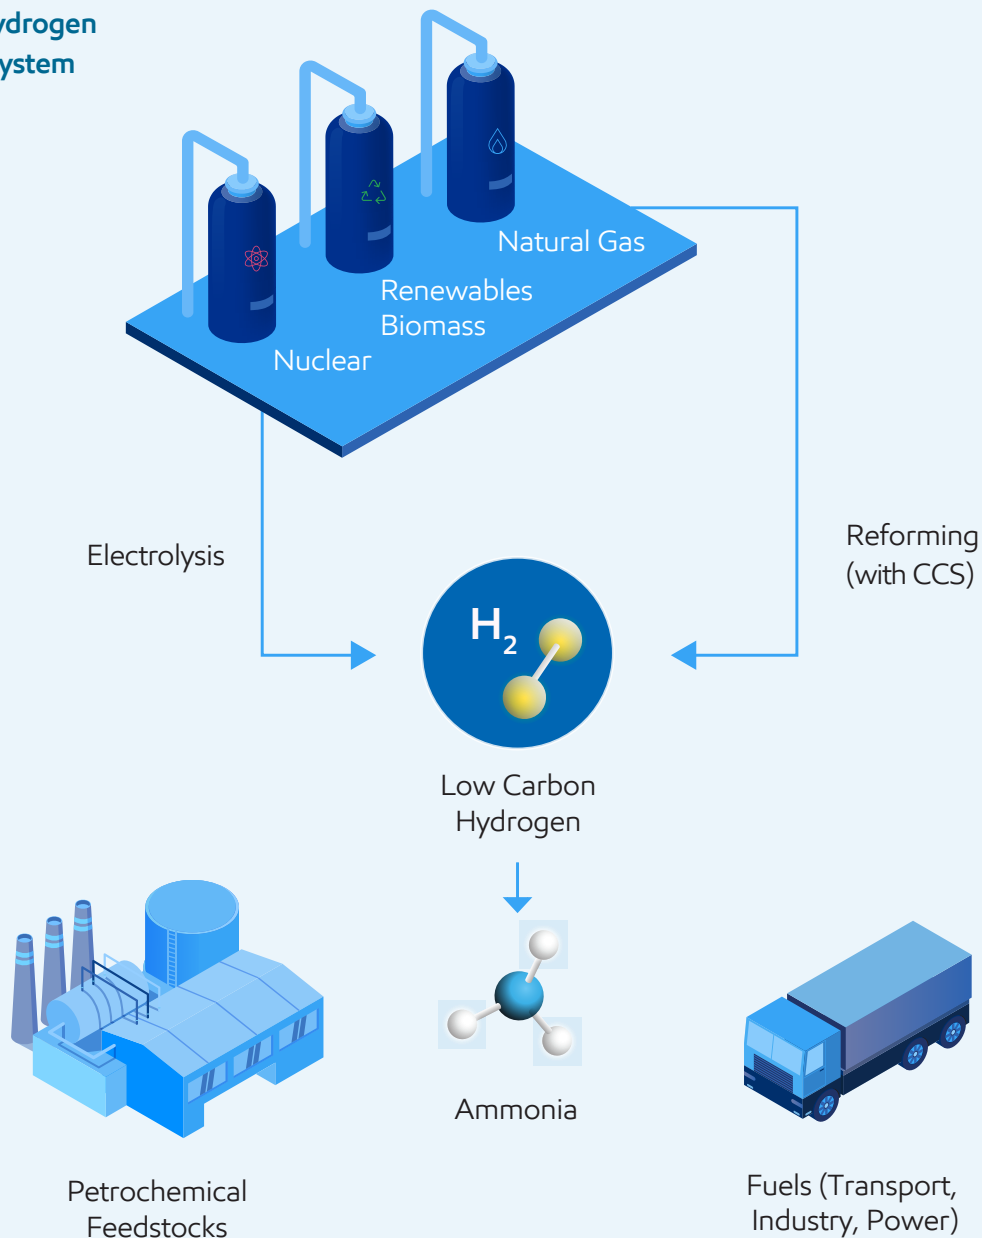 ydrogen
ystem
Natural Gas
Renewables
Biomass
Nuclear
Electrolysis
Reforming
(with CCS)
H₂
Low Carbon
Hydrogen
Ammonia
Petrochemical
Feedstocks
Fuels (Transport,
Industry, Power)